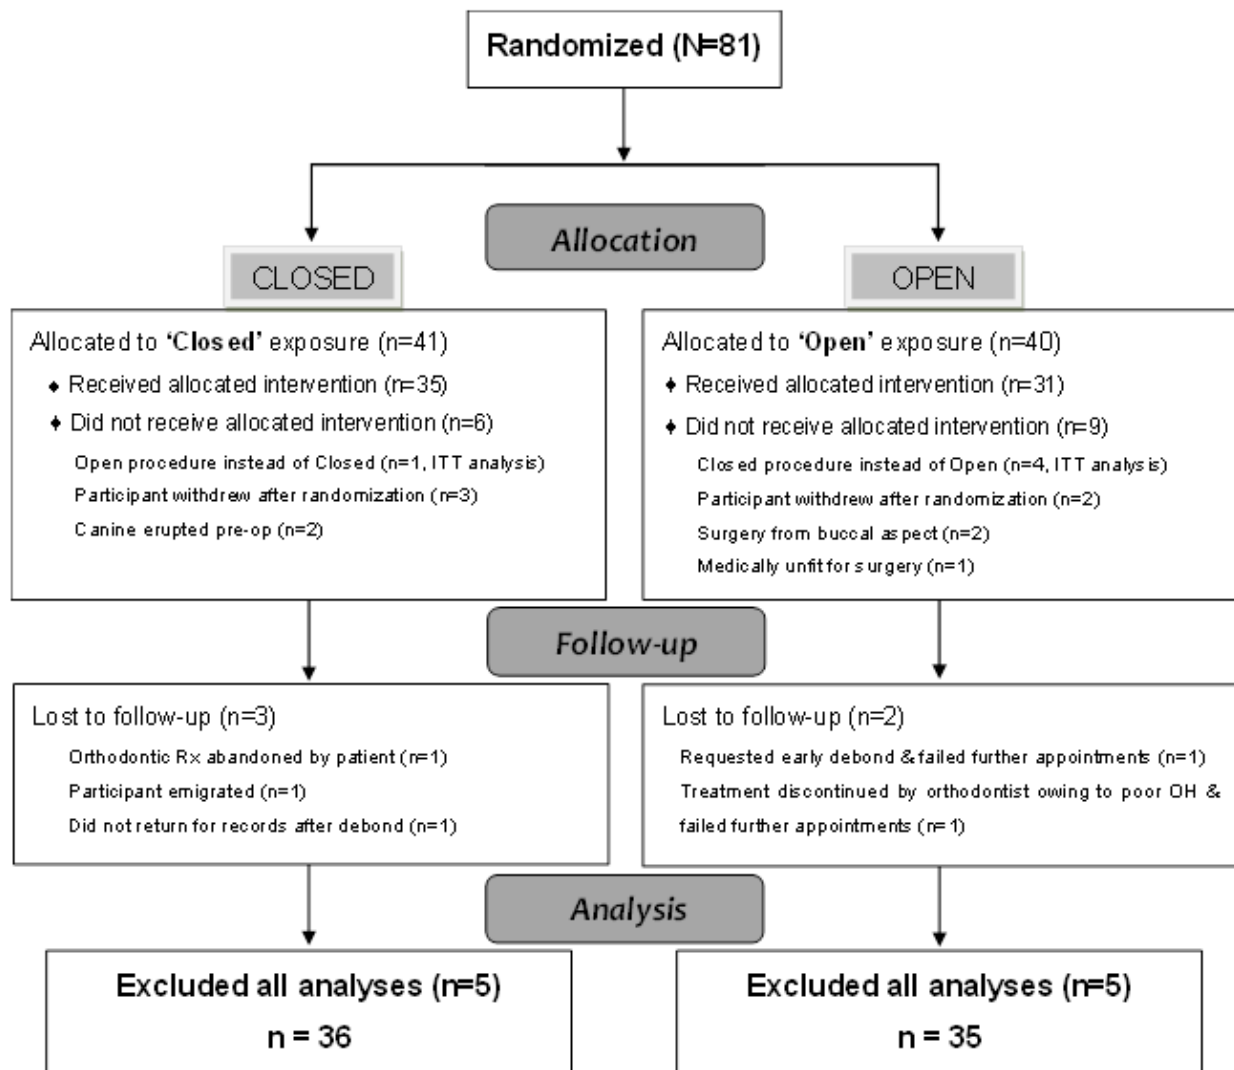 Randomized (N=81)
Allocation
CLOSED
OPEN
Allocated to ‘Closed’ exposure (n=41)
♦ Received allocated intervention (n=35)
♦ Did not receive allocated intervention (n=6)
Open procedure instead of Closed (n=1, ITT analysis)
Participant withdrew after randomization (n=3)
Canine erupted pre-op (n=2)
Allocated to ‘Open’ exposure (n=40)
♦ Received allocated intervention (n=31)
♦ Did not receive allocated intervention (n=9)
Closed procedure instead of Open (n=4, ITT analysis)
Participant withdrew after randomization (n=2)
Surgery from buccal aspect (n=2)
Medically unfit for surgery (n=1)
Follow-up
Lost to follow-up (n=3)
Orthodontic Rx abandoned by patient (n=1)
Participant emigrated (n=1)
Did not return for records after debond (n=1)
Lost to follow-up (n=2)
Requested early debond & failed further appointments (n=1)
Treatment discontinued by orthodontist owing to poor OH &
failed further appointments (n=1)
Analysis
Excluded all analyses (n=5)
n = 36
Excluded all analyses (n=5)
n = 35